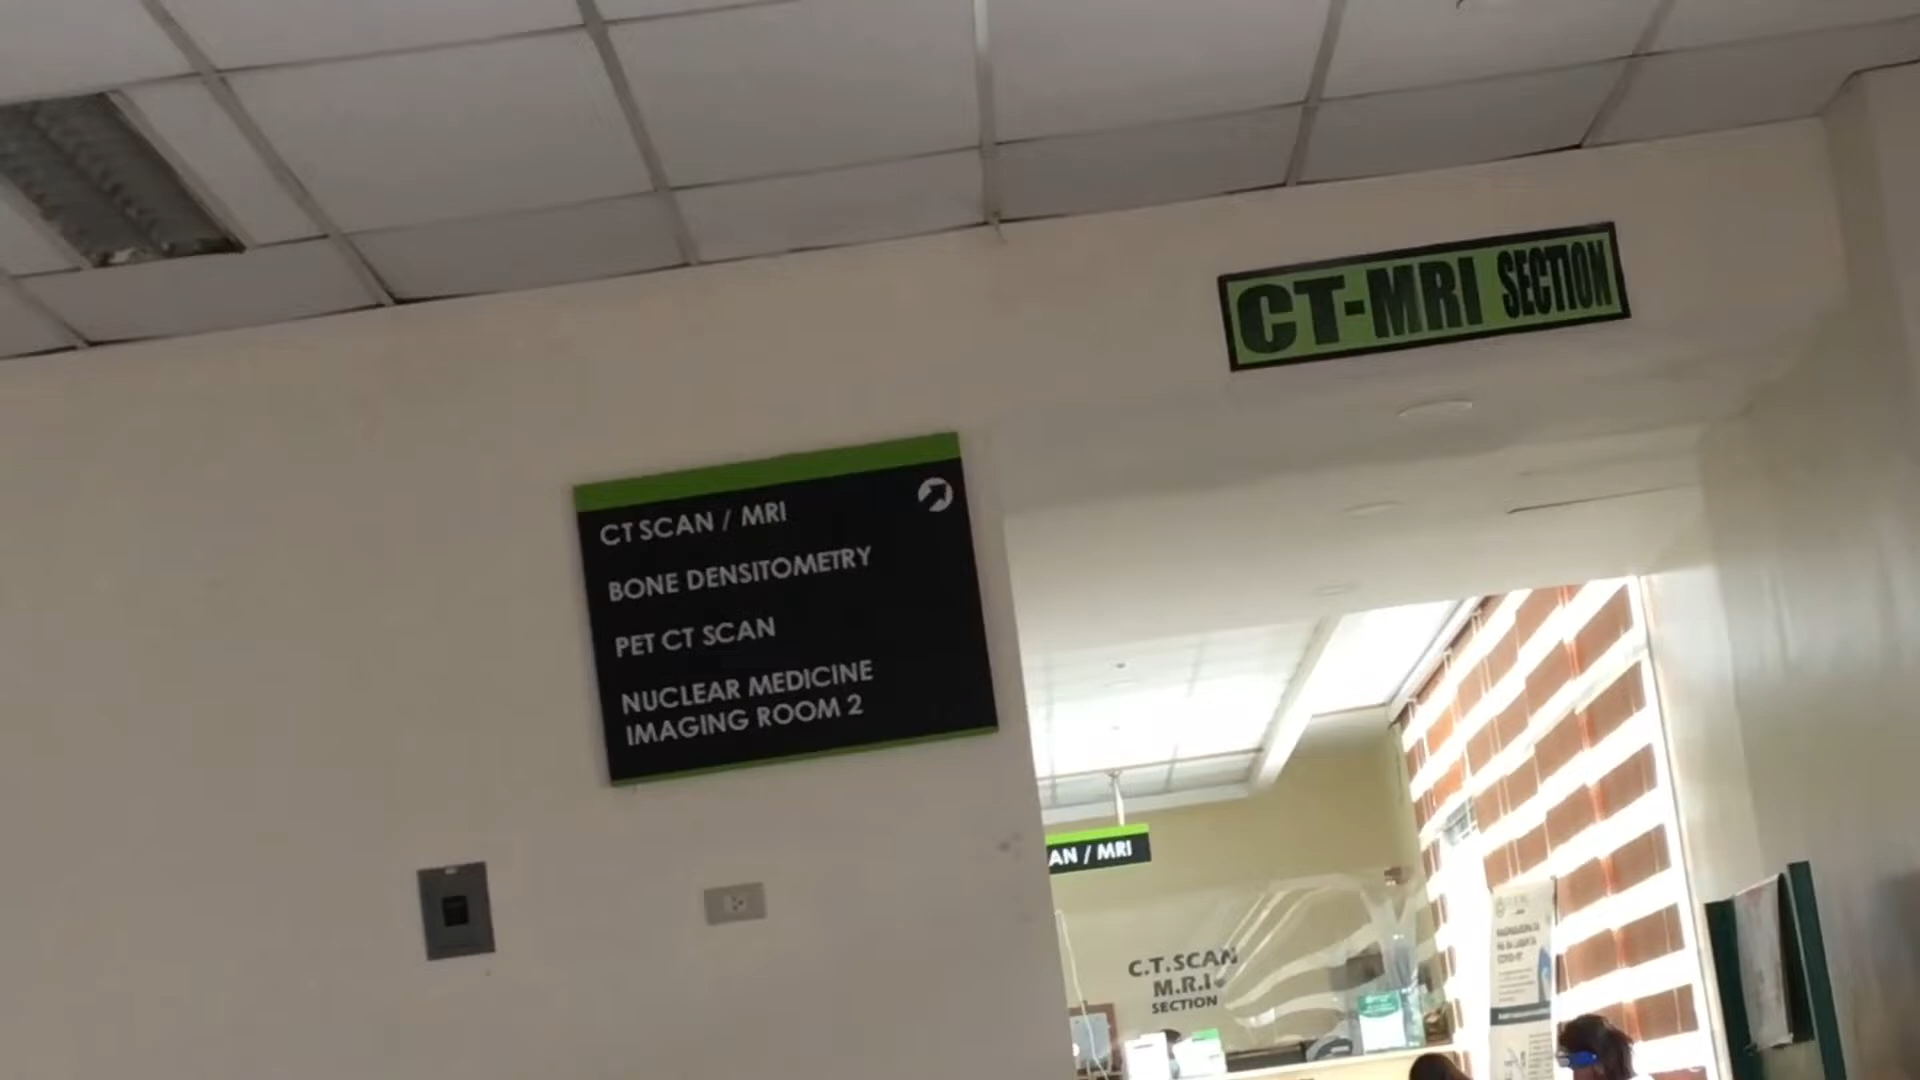 CT-MRI SECTION
CT SCAN / MRI
BONE DENSITOMETRY
PET CT SCAN
NUCLEAR MEDICINE
IMAGING ROOM 2
AN / MRI
C.T.SCAN
M.R.I
SECTION